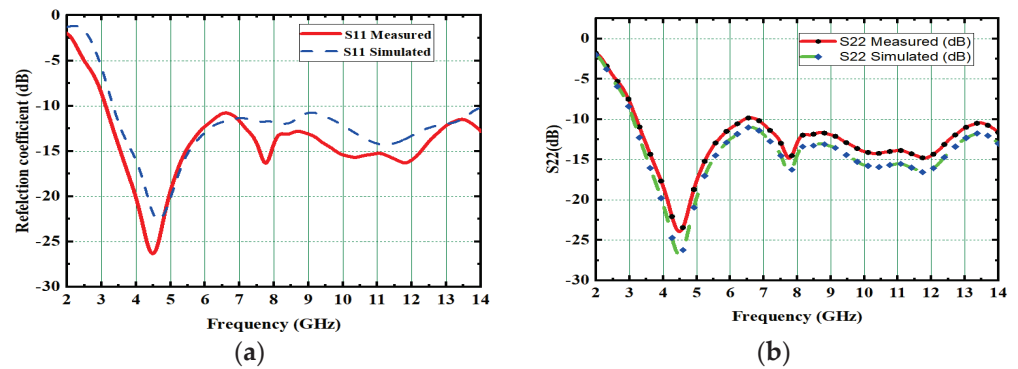 S11 Measured
S11 Simulated
Refelection coefficient (dB)
0
-5
-10
-15
-20
-25
-30
2 3 4 5 6 7 8 9 10 11 12 13 14
Frequency (GHz)
(a)
S22 Measured (dB)
S22 Simulated (dB)
S22(dB)
0
-5
-10
-15
-20
-25
-30
2 3 4 5 6 7 8 9 10 11 12 13 14
Frequency (GHz)
(b)